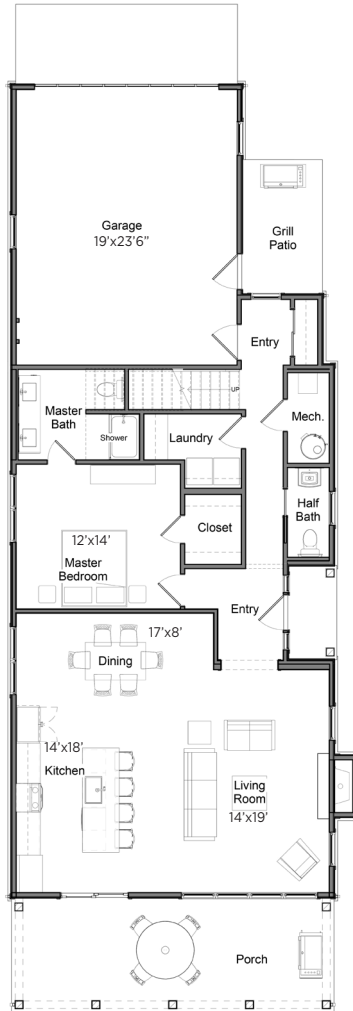 Garage
19'x23'6"
Grill
Patio
Entry
UP
Master
Bath
Shower
Laundry
Mech.
Half
Bath
Closet
12'x14'
Master
Bedroom
Entry
17'x8'
Dining
14'x18'
Kitchen
Living
Room
14'x19'
Porch